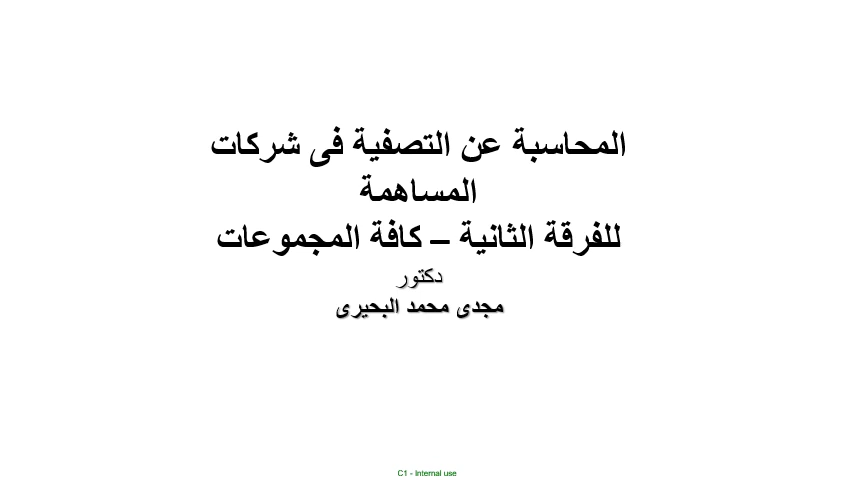 المحاسبة عن التصفية فى شركات
المساهمة
للفرقة الثانية – كافة المجموعات
دكتور
مجدى محمد البحيرى
C1 - Internal use